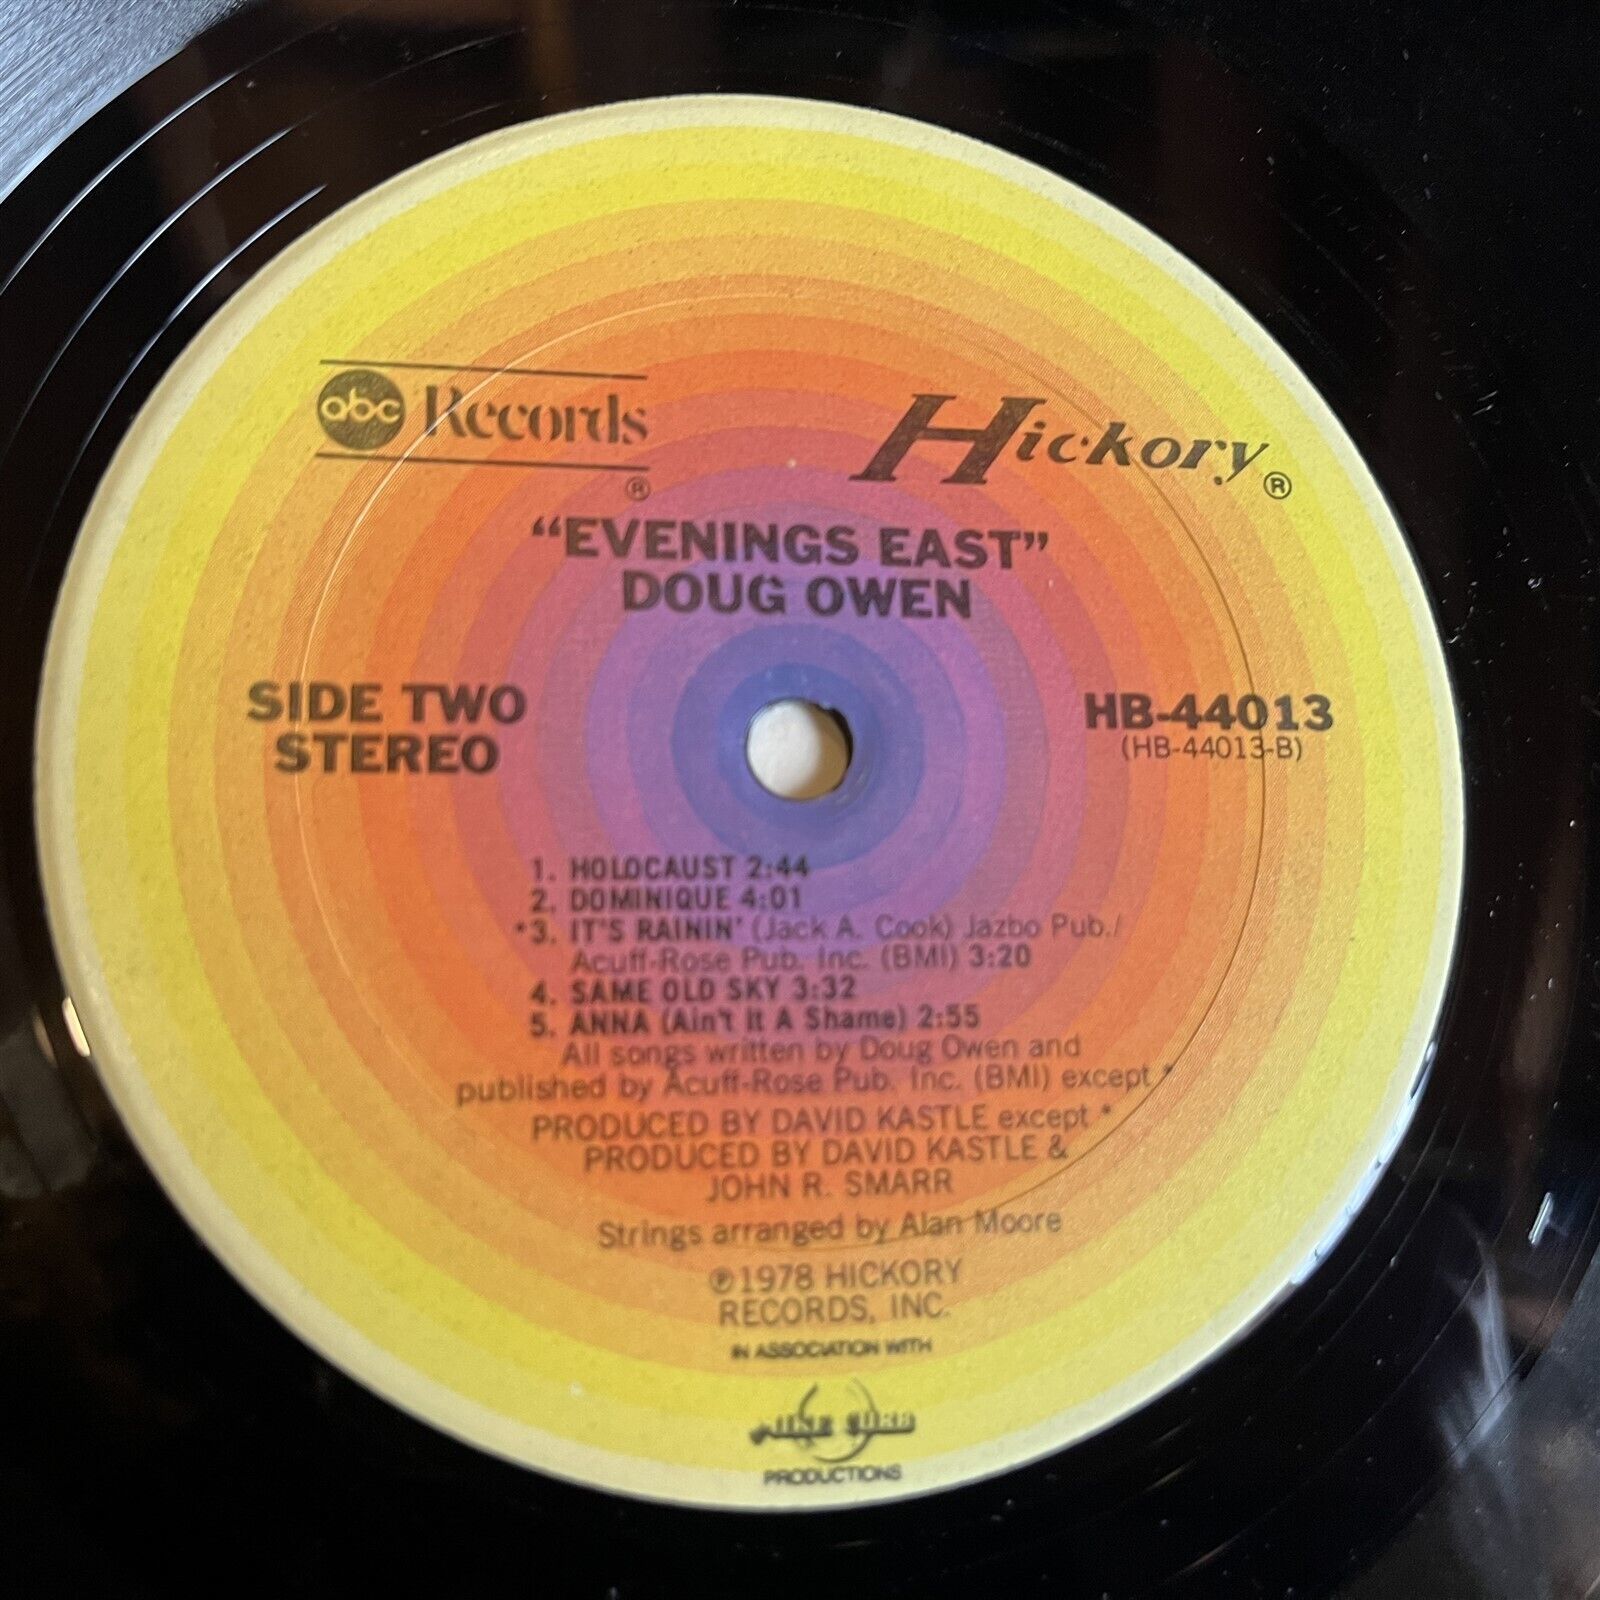 abc Records ®
Hickory ®
“EVENINGS EAST”
DOUG OWEN
SIDE TWO
STEREO
HB-44013
(HB-44013-B)
1. HOLOCAUST 2:44
2. DOMINIQUE 4:01
*3. IT'S RAININ' (Jack A. Cook) Jazbo Pub./
Acuff-Rose Pub. Inc. (BMI) 3:20
4. SAME OLD SKY 3:32
5. ANNA (Ain't It A Shame) 2:55
All songs written by Doug Owen and
published by Acuff-Rose Pub. Inc. (BMI) except *
PRODUCED BY DAVID KASTLE except *
PRODUCED BY DAVID KASTLE &
JOHN R. SMARR
Strings arranged by Alan Moore
℗1978 HICKORY
RECORDS, INC.
IN ASSOCIATION WITH
PRODUCTIONS